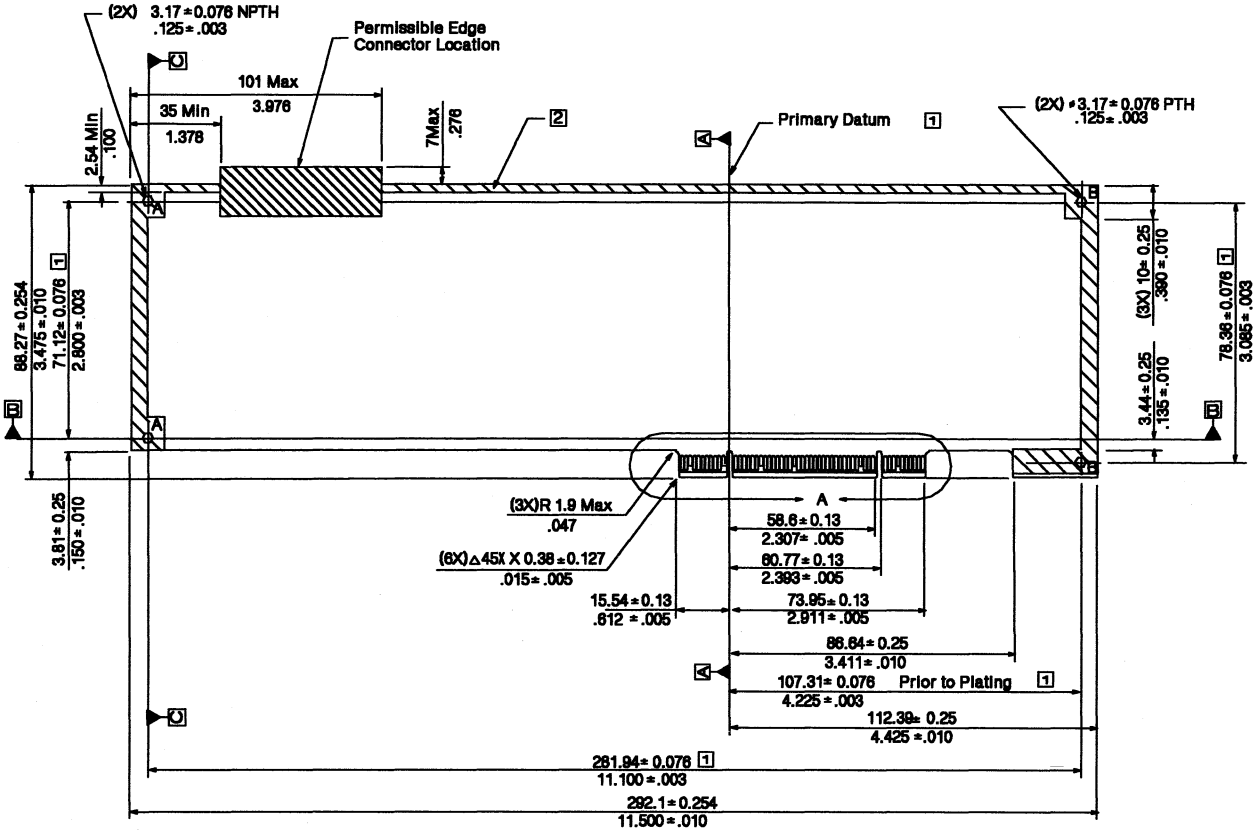 (2X) 3.17±0.076 NPTH
.125±.003
C
Permissible Edge
Connector Location
101 Max
3.976
35 Min
1.378
2.54 Min
.100
7Max
.276
2
A
Primary Datum 1
(2X) ⌀3.17±0.076 PTH
.125±.003
A
B
88.27±0.254
3.475±.010
71.12±0.076 1
2.800±.003
(3X) 10±0.25
.390±.010
78.36±0.076 1
3.085±.003
3.44±0.25
.135±.010
B
B
A
B
3.81±0.25
.150±.010
(3X)R 1.9 Max
.047
A
58.6±0.13
2.307±.005
(6X)△45X X 0.38±0.127
.015±.005
60.77±0.13
2.393±.005
15.54±0.13
.612 ±.005
73.95±0.13
2.911±.005
86.64±0.25
3.411±.010
A
107.31±0.076 Prior to Plating 1
4.225±.003
C
112.39±0.25
4.425±.010
281.94±0.076 1
11.100±.003
292.1±0.254
11.500±.010